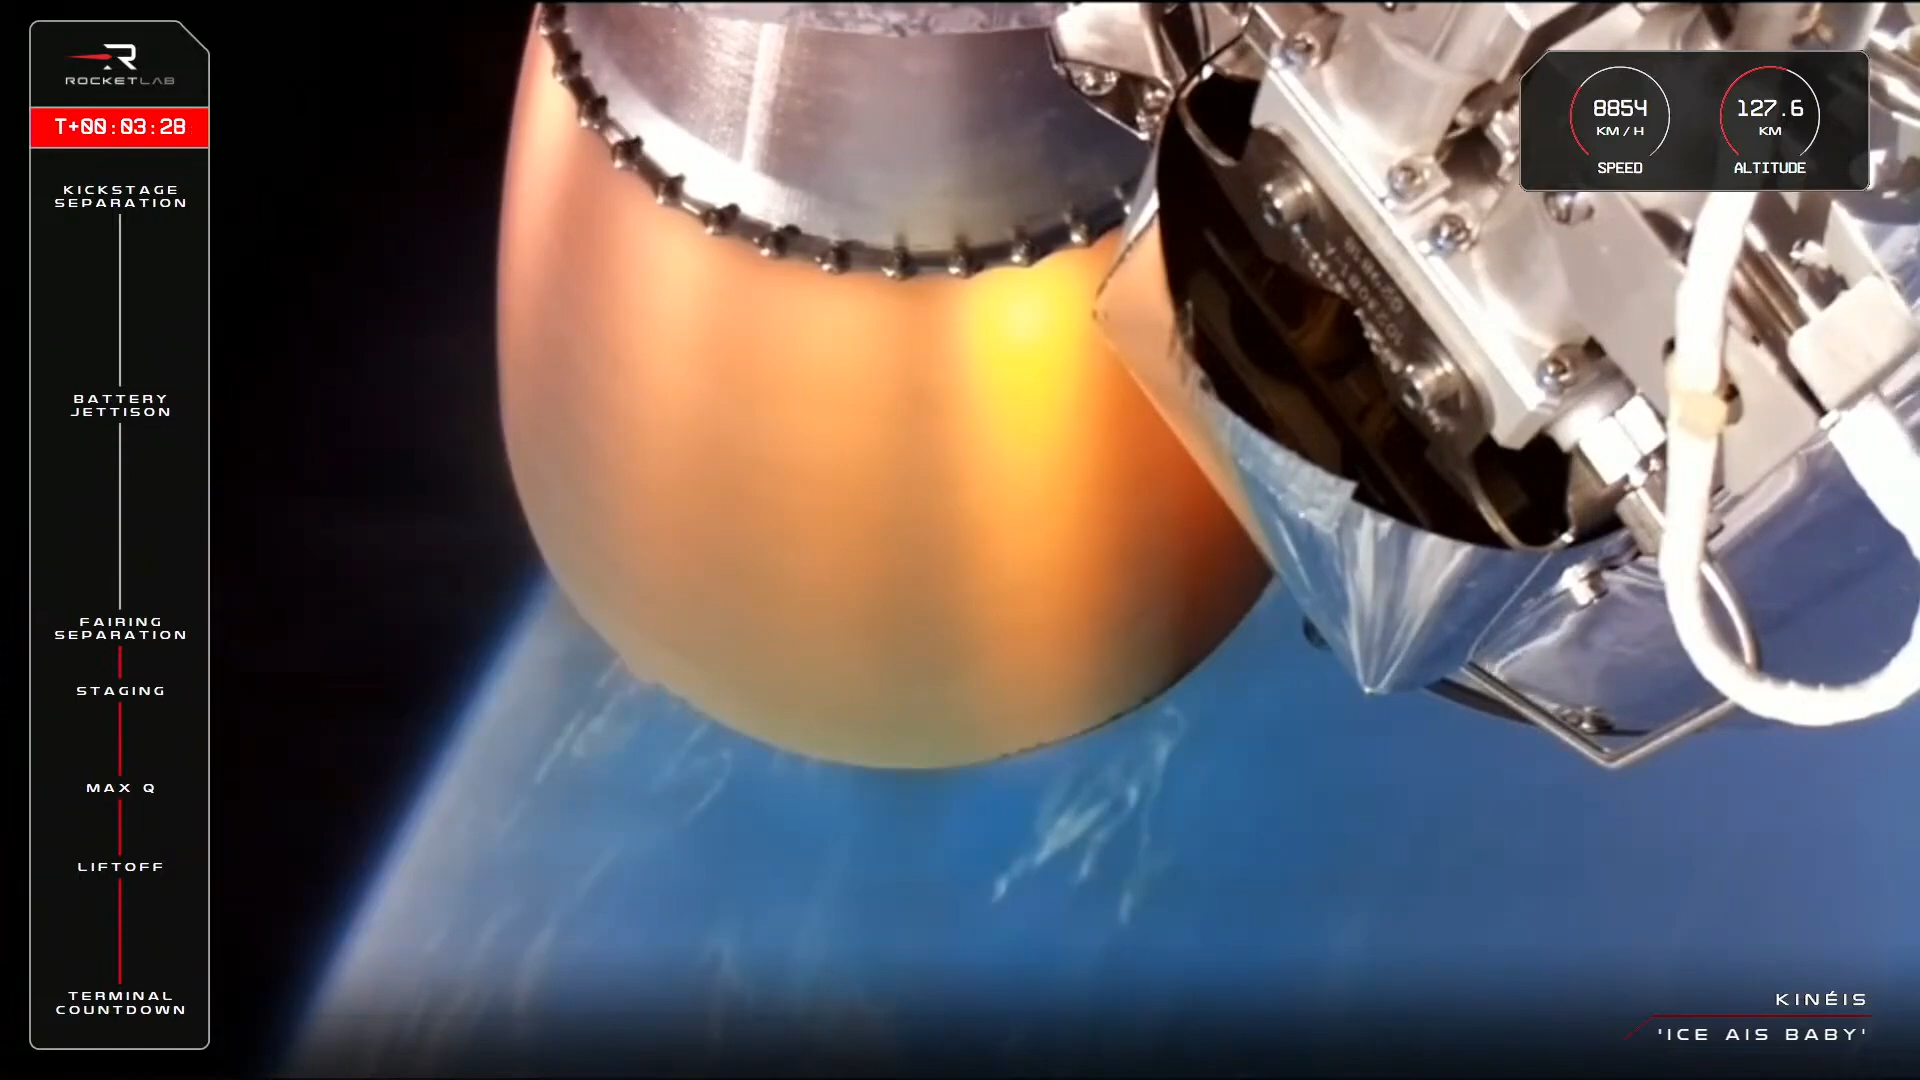 ROCKETLAB
T+00:03:28
KICKSTAGE
SEPARATION
BATTERY
JETTISON
FAIRING
SEPARATION
STAGING
MAX Q
LIFTOFF
TERMINAL
COUNTDOWN
8854
KM/H
SPEED
127.6
KM
ALTITUDE
KINÉIS
'ICE AIS BABY'